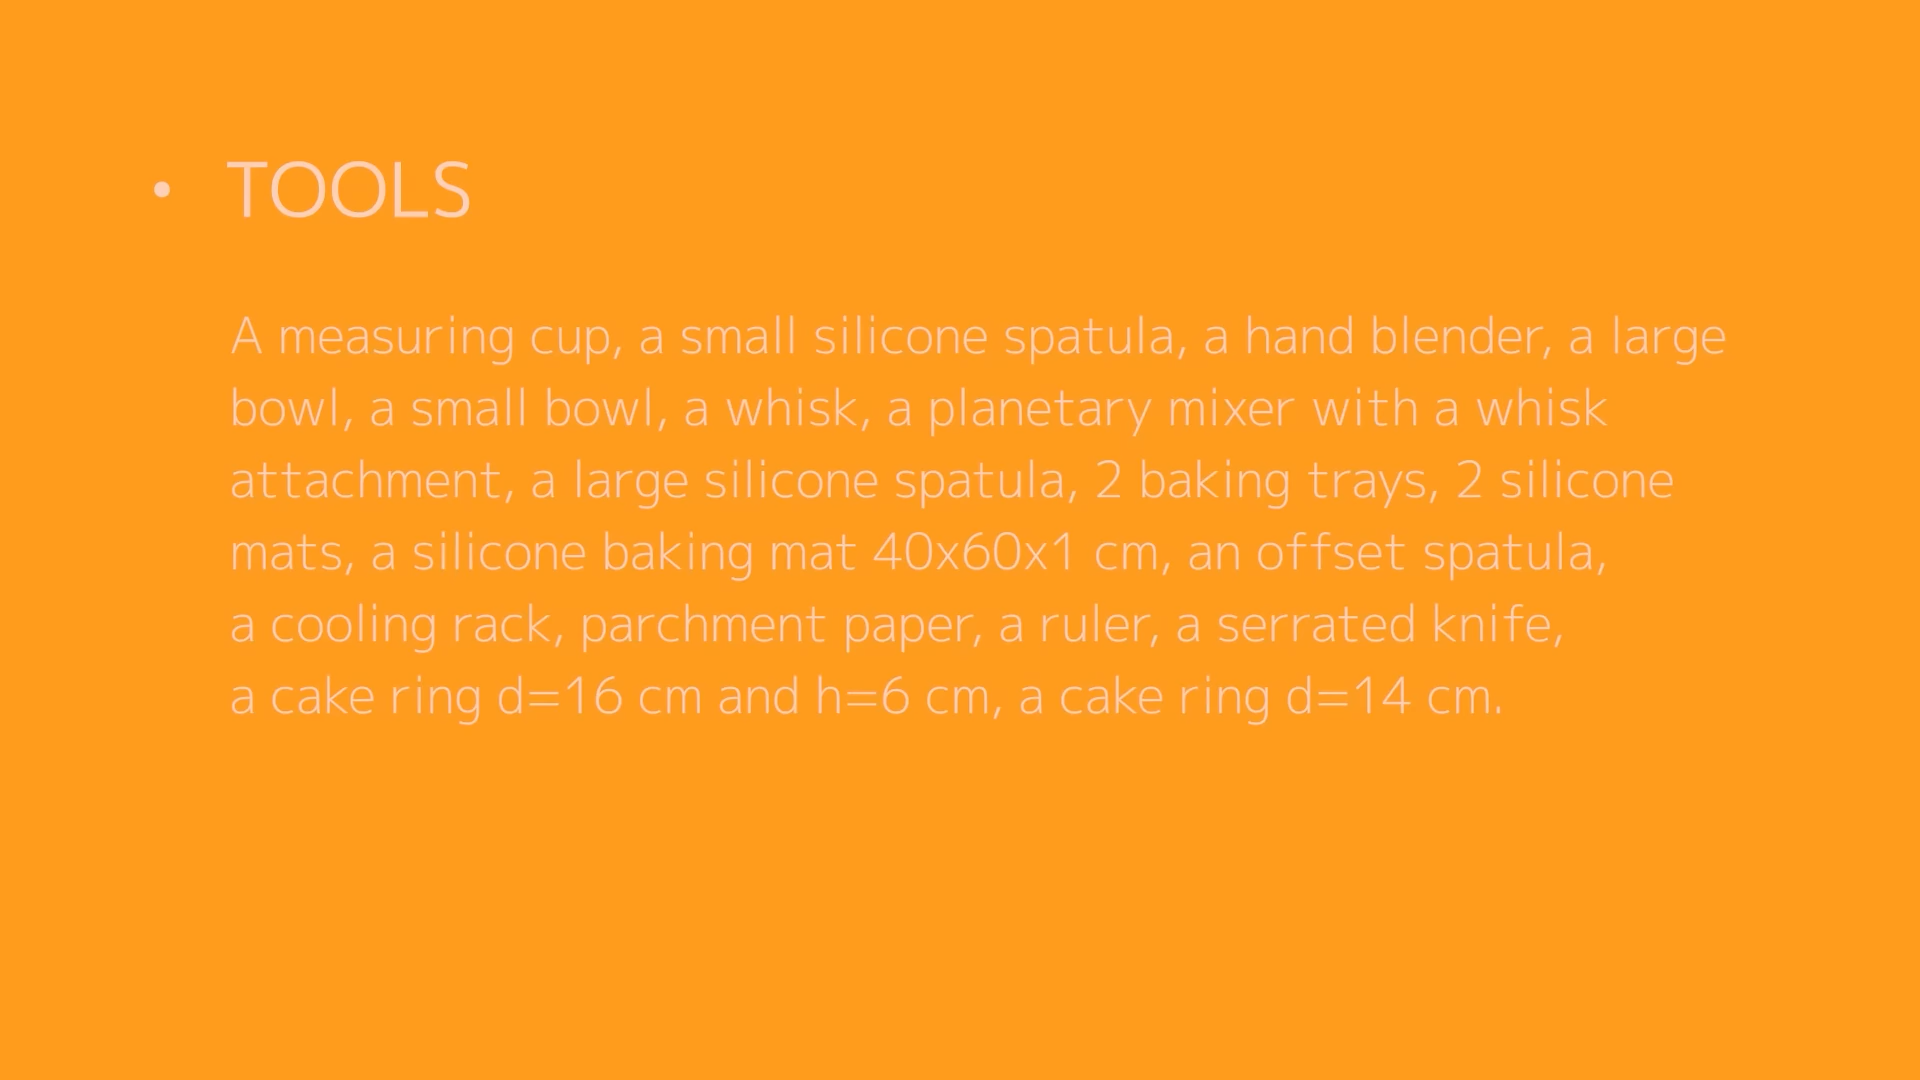 • TOOLS
A measuring cup, a small silicone spatula, a hand blender, a large
bowl, a small bowl, a whisk, a planetary mixer with a whisk
attachment, a large silicone spatula, 2 baking trays, 2 silicone
mats, a silicone baking mat 40x60x1 cm, an offset spatula,
a cooling rack, parchment paper, a ruler, a serrated knife,
a cake ring d=16 cm and h=6 cm, a cake ring d=14 cm.